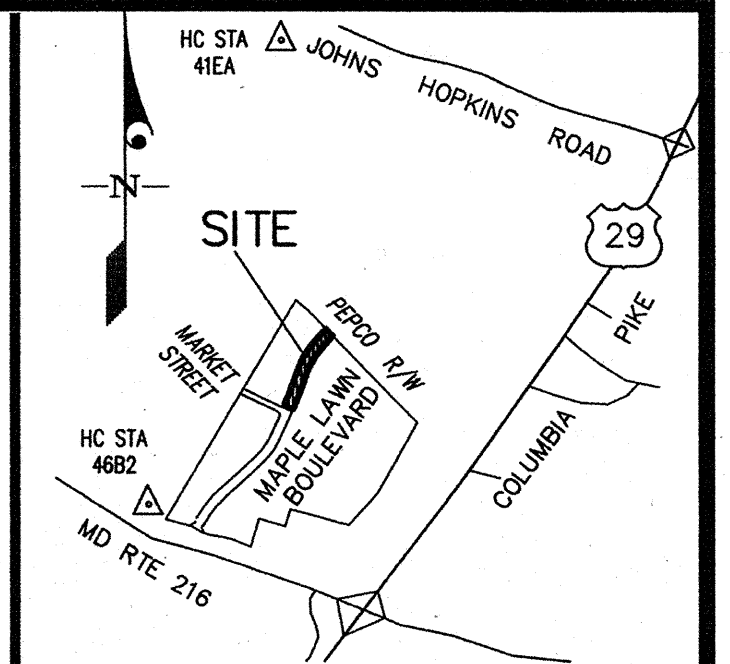 HC STA
41EA
JOHNS HOPKINS ROAD
N
SITE
29
PEPCO R/W
PIKE
MARKET
STREET
MAPLE LAWN
BOULEVARD
HC STA
46B2
COLUMBIA
MD RTE 216